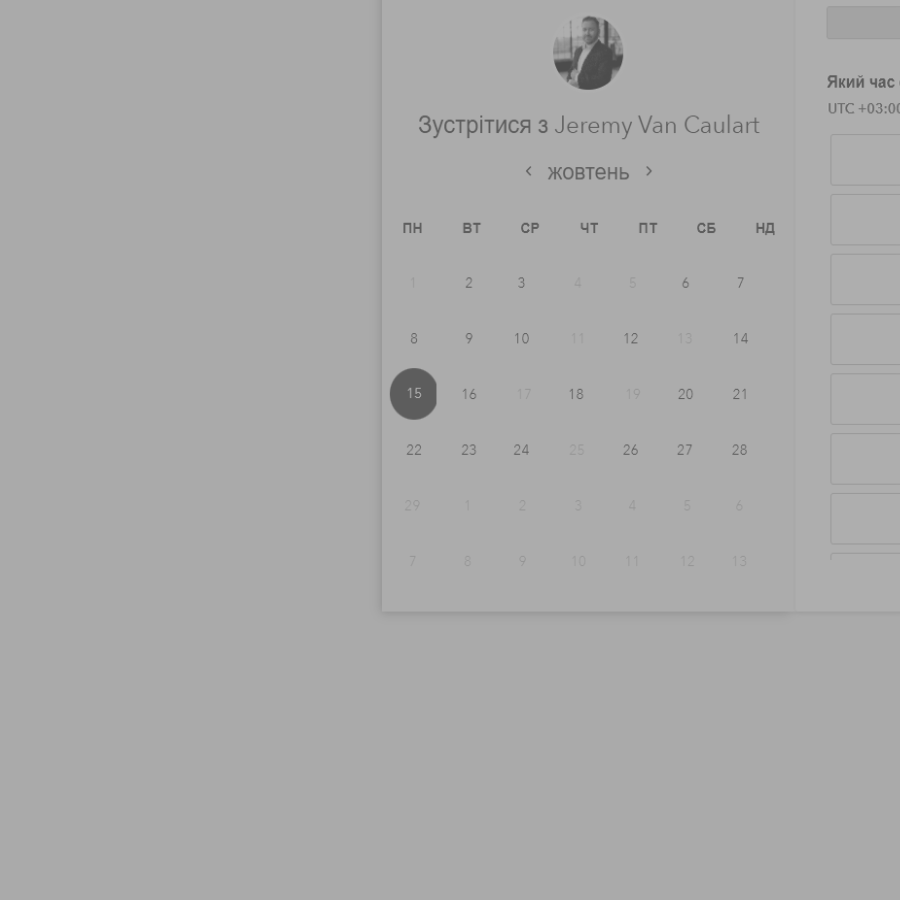 Зустрітися з Jeremy Van Caulart
жовтень
ПН ВТ СР ЧТ ПТ СБ НД
1 2 3 4 5 6 7
8 9 10 11 12 13 14
15 16 17 18 19 20 21
22 23 24 25 26 27 28
29 1 2 3 4 5 6
7 8 9 10 11 12 13
Який час
UTC +03:00